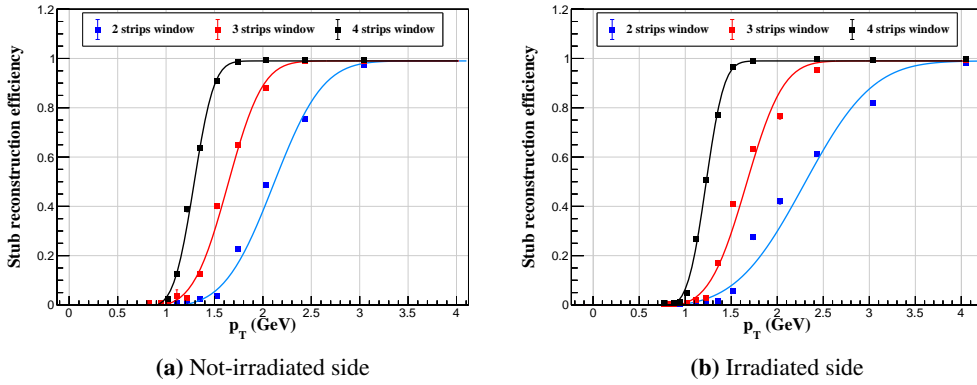 2 strips window 3 strips window 4 strips window
Stub reconstruction efficiency
1.2
1
0.8
0.6
0.4
0.2
0
0 0.5 1 1.5 2 2.5 3 3.5 4
p_T (GeV)
(a) Not-irradiated side
2 strips window 3 strips window 4 strips window
Stub reconstruction efficiency
1.2
1
0.8
0.6
0.4
0.2
0
0 0.5 1 1.5 2 2.5 3 3.5 4
p_T (GeV)
(b) Irradiated side